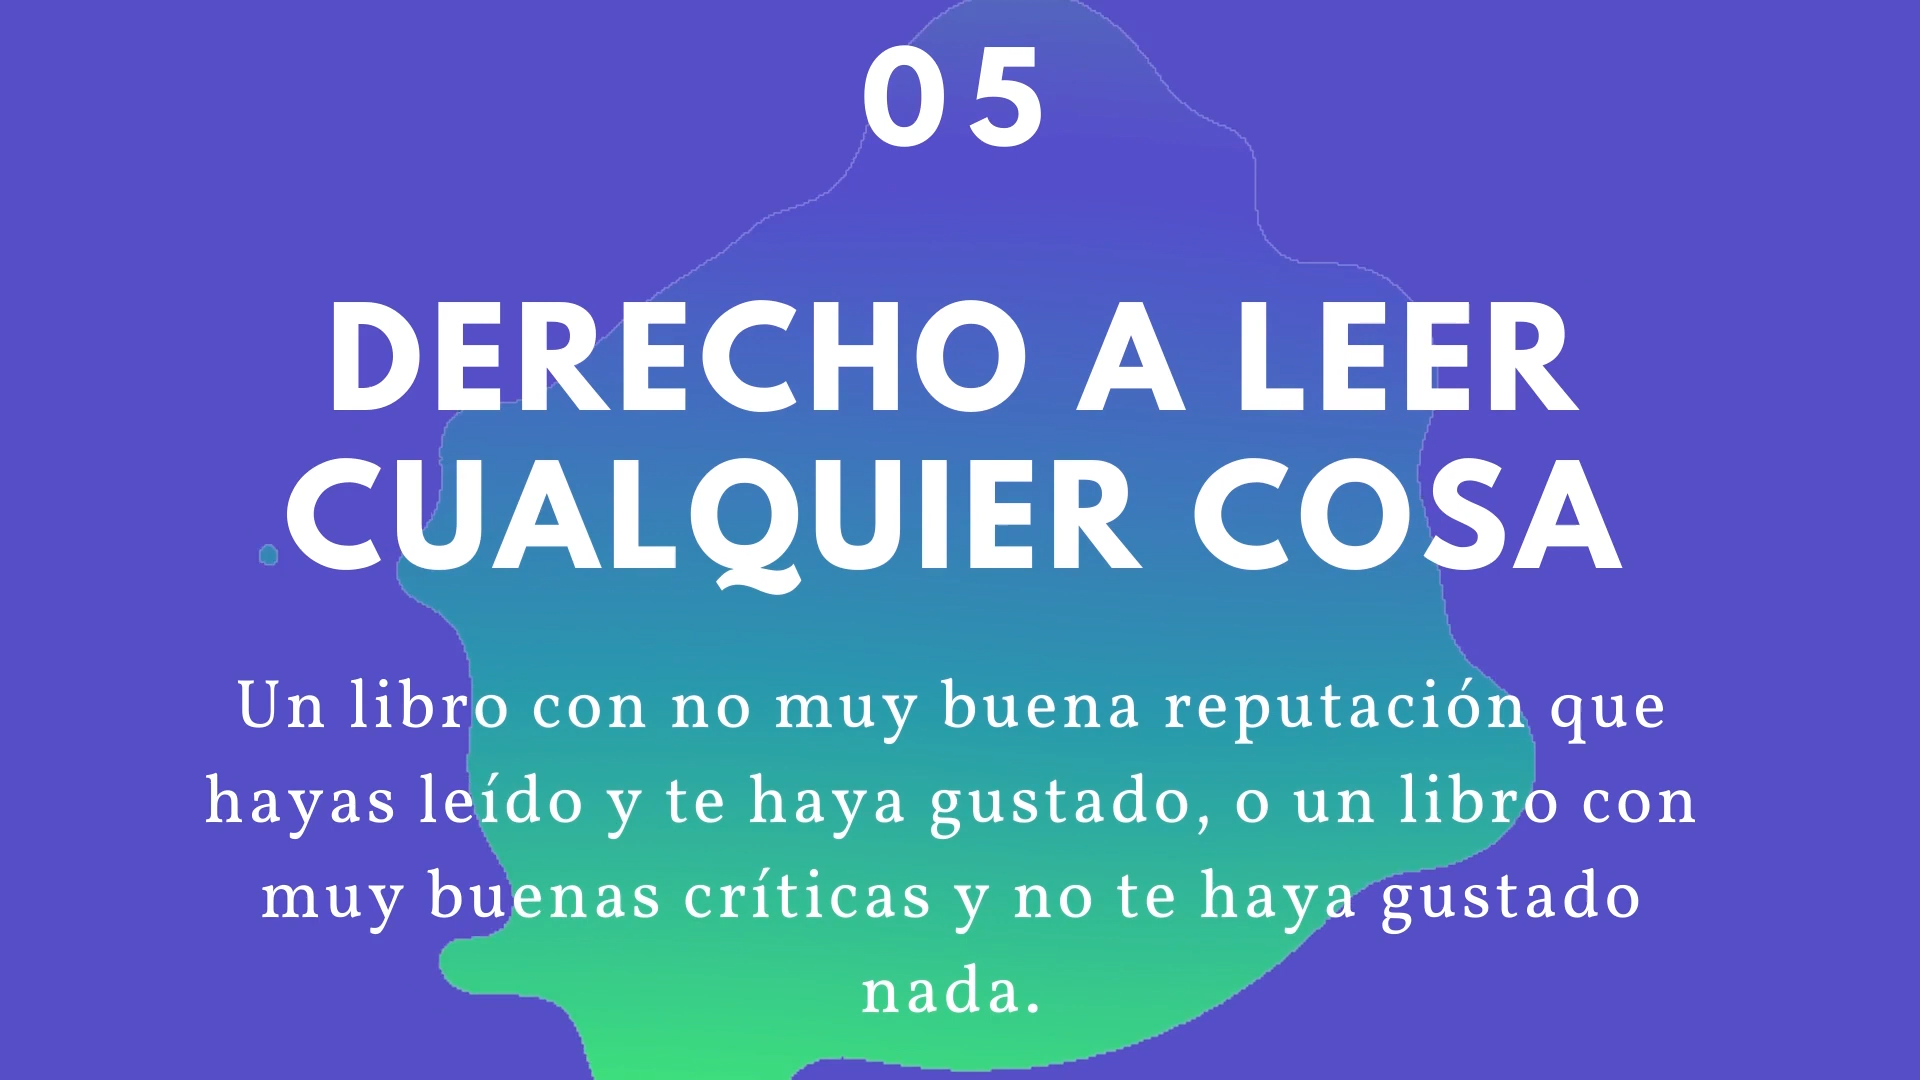 05
DERECHO A LEER
CUALQUIER COSA
Un libro con no muy buena reputación que
hayas leído y te haya gustado, o un libro con
muy buenas críticas y no te haya gustado
nada.